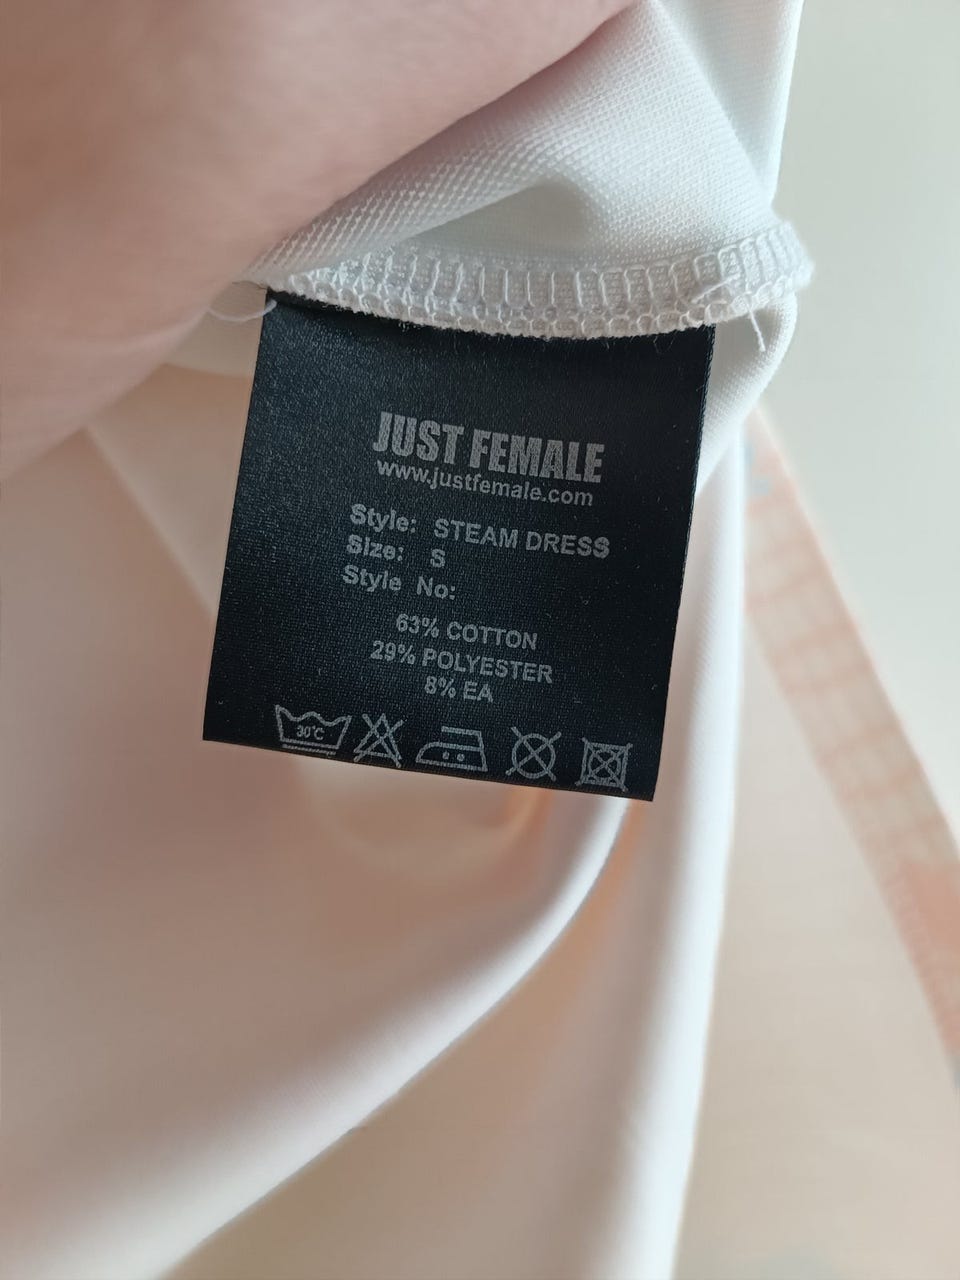 JUST FEMALE
www.justfemale.com
Style: STEAM DRESS
Size: S
Style No:
63% COTTON
29% POLYESTER
8% EA
30°C